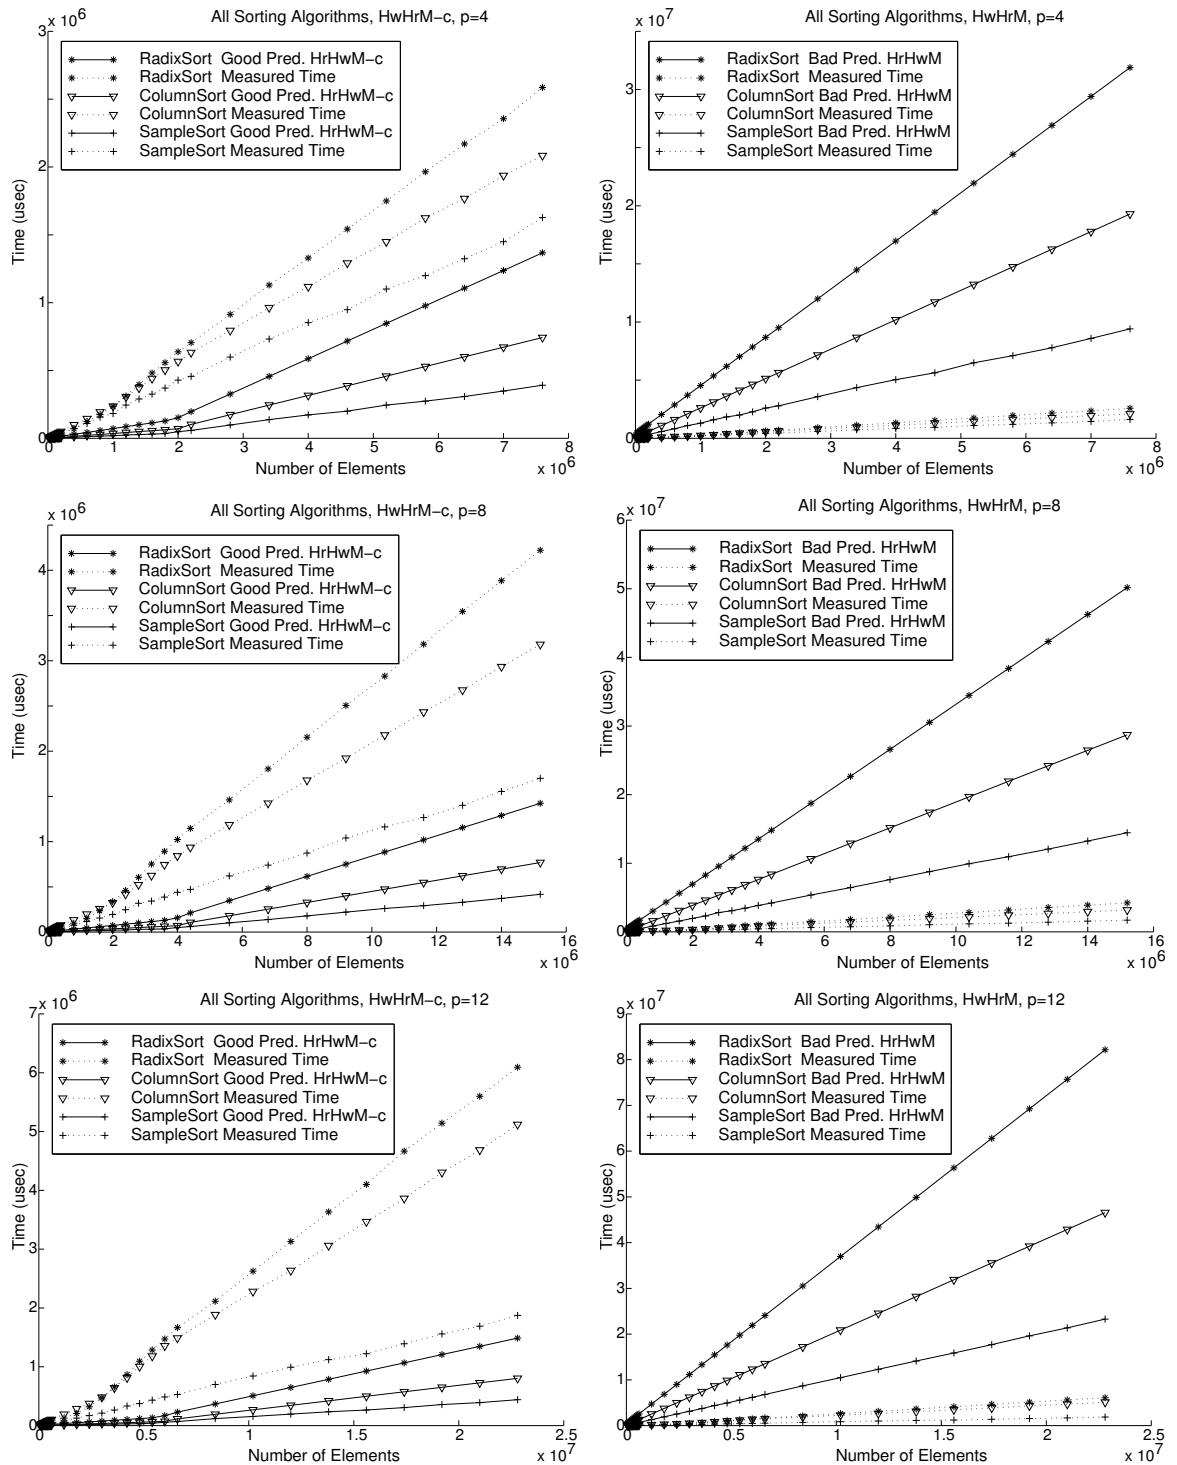 All Sorting Algorithms, HwHrM−c, p=4
x 10^6
3
2
1
0
RadixSort Good Pred. HrHwM−c
RadixSort Measured Time
ColumnSort Good Pred. HrHwM−c
ColumnSort Measured Time
SampleSort Good Pred. HrHwM−c
SampleSort Measured Time
Time (usec)
0 1 2 3 4 5 6 7 8
Number of Elements
x 10^6
All Sorting Algorithms, HwHrM, p=4
x 10^7
3
2
1
0
RadixSort Bad Pred. HrHwM
RadixSort Measured Time
ColumnSort Bad Pred. HrHwM
ColumnSort Measured Time
SampleSort Bad Pred. HrHwM
SampleSort Measured Time
Time (usec)
0 1 2 3 4 5 6 7 8
Number of Elements
x 10^6
All Sorting Algorithms, HwHrM−c, p=8
x 10^6
4
3
2
1
0
RadixSort Good Pred. HrHwM−c
RadixSort Measured Time
ColumnSort Good Pred. HrHwM−c
ColumnSort Measured Time
SampleSort Good Pred. HrHwM−c
SampleSort Measured Time
Time (usec)
0 2 4 6 8 10 12 14 16
Number of Elements
x 10^6
All Sorting Algorithms, HwHrM, p=8
x 10^7
6
5
4
3
2
1
0
RadixSort Bad Pred. HrHwM
RadixSort Measured Time
ColumnSort Bad Pred. HrHwM
ColumnSort Measured Time
SampleSort Bad Pred. HrHwM
SampleSort Measured Time
Time (usec)
0 2 4 6 8 10 12 14 16
Number of Elements
x 10^6
All Sorting Algorithms, HwHrM−c, p=12
x 10^6
7
6
5
4
3
2
1
0
RadixSort Good Pred. HrHwM−c
RadixSort Measured Time
ColumnSort Good Pred. HrHwM−c
ColumnSort Measured Time
SampleSort Good Pred. HrHwM−c
SampleSort Measured Time
Time (usec)
0 0.5 1 1.5 2 2.5
Number of Elements
x 10^7
All Sorting Algorithms, HwHrM, p=12
x 10^7
9
8
7
6
5
4
3
2
1
0
RadixSort Bad Pred. HrHwM
RadixSort Measured Time
ColumnSort Bad Pred. HrHwM
ColumnSort Measured Time
SampleSort Bad Pred. HrHwM
SampleSort Measured Time
Time (usec)
0 0.5 1 1.5 2 2.5
Number of Elements
x 10^7